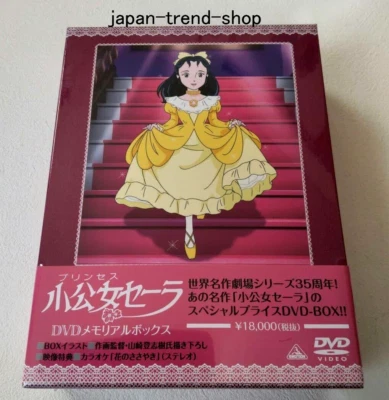 japan-trend-shop
プリンセス
小公女セーラ
DVDメモリアルボックス
世界名作劇場シリーズ35周年!
あの名作「小公女セーラ」の
スペシャルプライスDVD-BOX!!
¥18,000(税抜)
■BOXイラスト■作画監督・山崎登志樹氏描き下ろし
■映像特典■カラオケ「花のささやき」(ステレオ)
DVD
VIDEO